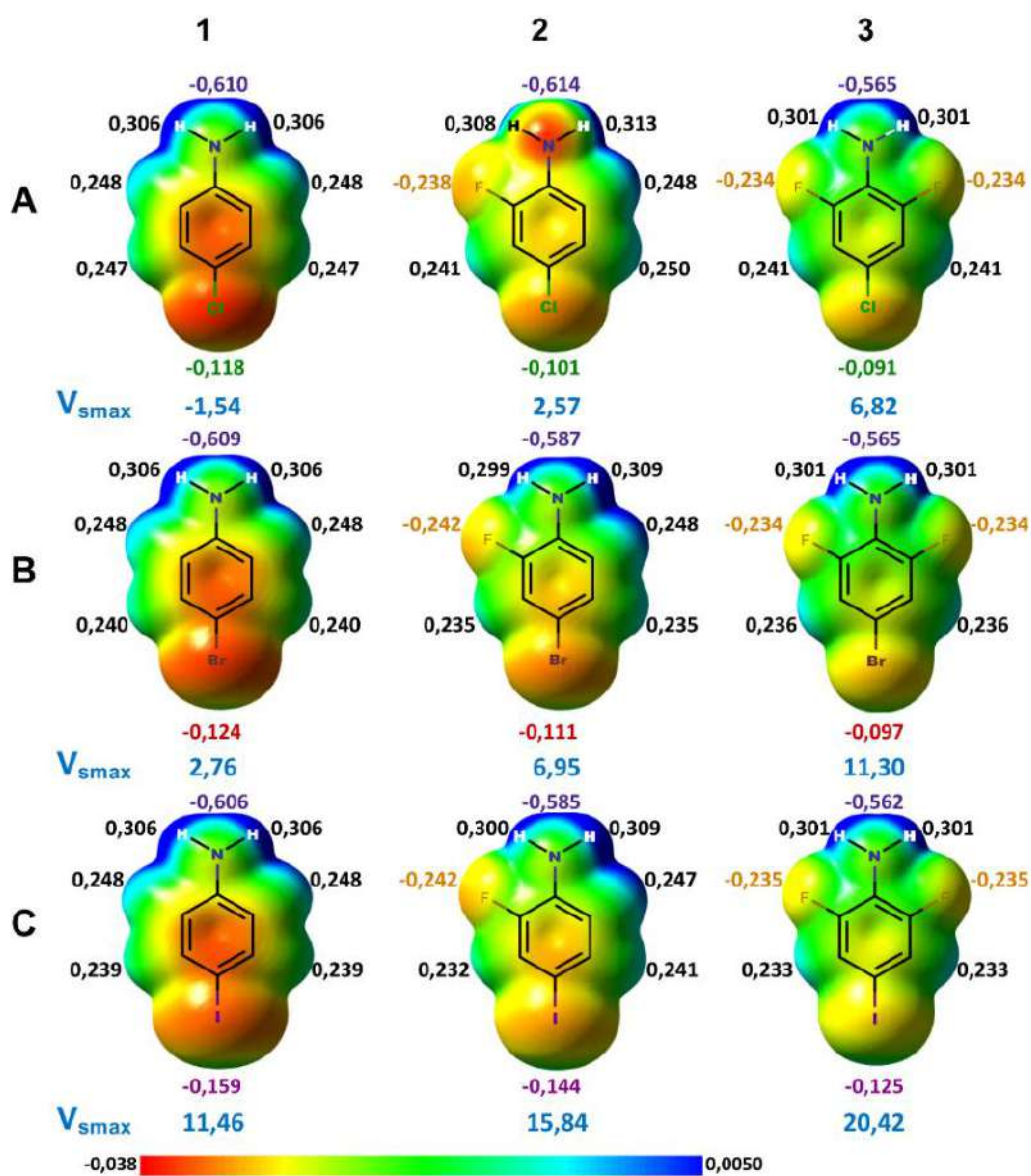 1 2 3
-0,610 -0,614 -0,565
0,306 H H 0,306 0,308 H H 0,313 0,301 H H 0,301
N N N
A 0,248 0,248 -0,238 F 0,248 -0,234 F F -0,234
0,247 0,247 0,241 0,250 0,241 0,241
Cl Cl Cl
-0,118 -0,101 -0,091
Vsmax -1,54 2,57 6,82
-0,609 -0,587 -0,565
0,306 H H 0,306 0,299 H H 0,309 0,301 H H 0,301
N N N
0,248 0,248 -0,242 F 0,248 -0,234 F F -0,234
B
0,240 0,240 0,235 0,235 0,236 0,236
Br Br Br
-0,124 -0,111 -0,097
Vsmax 2,76 6,95 11,30
-0,606 -0,585 -0,562
0,306 H H 0,306 0,300 H H 0,309 0,301 H H 0,301
N N N
0,248 0,248 -0,242 F 0,247 -0,235 F F -0,235
C
0,239 0,239 0,232 0,241 0,233 0,233
I I I
-0,159 -0,144 -0,125
Vsmax 11,46 15,84 20,42
-0,038 0,0050